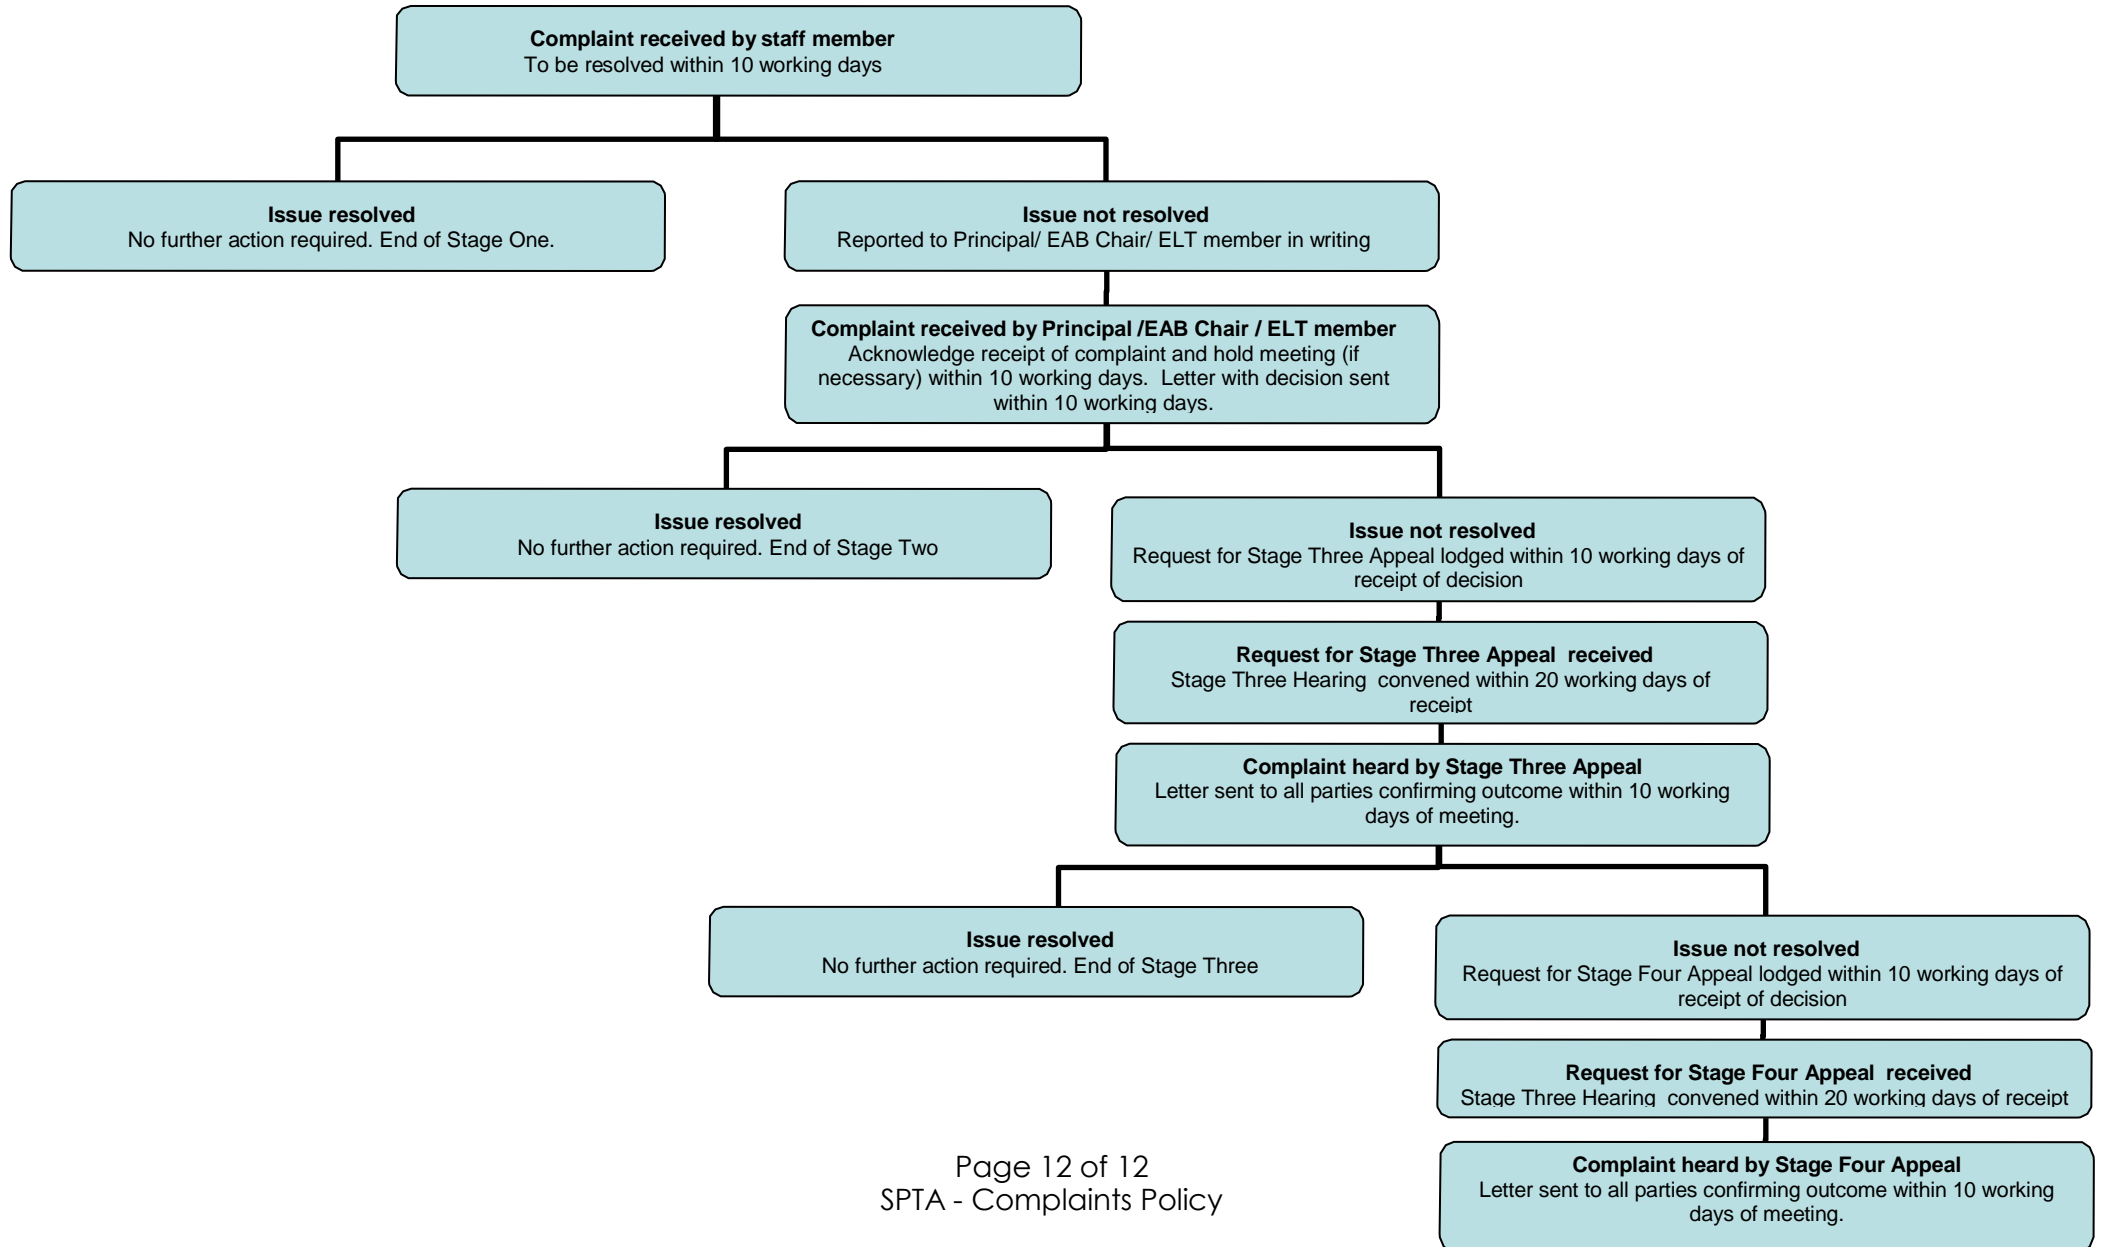 Complaint received by staff member
To be resolved within 10 working days
Issue resolved
No further action required. End of Stage One.
Issue not resolved
Reported to Principal/ EAB Chair/ ELT member in writing
Complaint received by Principal /EAB Chair / ELT member
Acknowledge receipt of complaint and hold meeting (if
necessary) within 10 working days.  Letter with decision sent
within 10 working days.
Issue resolved
No further action required. End of Stage Two
Issue not resolved
Request for Stage Three Appeal lodged within 10 working days of
receipt of decision
Request for Stage Three Appeal  received
Stage Three Hearing  convened within 20 working days of
receipt
Complaint heard by Stage Three Appeal
Letter sent to all parties confirming outcome within 10 working
days of meeting.
Issue resolved
No further action required. End of Stage Three
Issue not resolved
Request for Stage Four Appeal lodged within 10 working days of
receipt of decision
Request for Stage Four Appeal  received
Stage Three Hearing  convened within 20 working days of receipt
Complaint heard by Stage Four Appeal
Letter sent to all parties confirming outcome within 10 working
days of meeting.
Page 12 of 12
SPTA - Complaints Policy